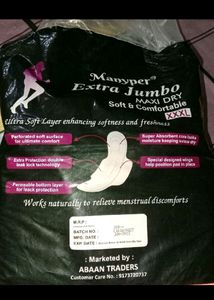 Manyper®
Extra Jumbo
MAXI DRY
Soft & Comfortable
XXXL
Ultra Soft Layer enhancing softness and freshness
Perforated soft surface for ultimate comfort
Super Absorbent core locks moisture keeping extra dry
Extra Protection double leak lock technology
Special designed wings help position pad in place
Permeable bottom layer for leack protection
Works naturally to relieve menstrual discomforts
M.R.P.:
BATCH NO.
MFG. DATE:
EXP DATE:
: Marketed by :
ABAAN TRADERS
Customer Care No.: 9173720737